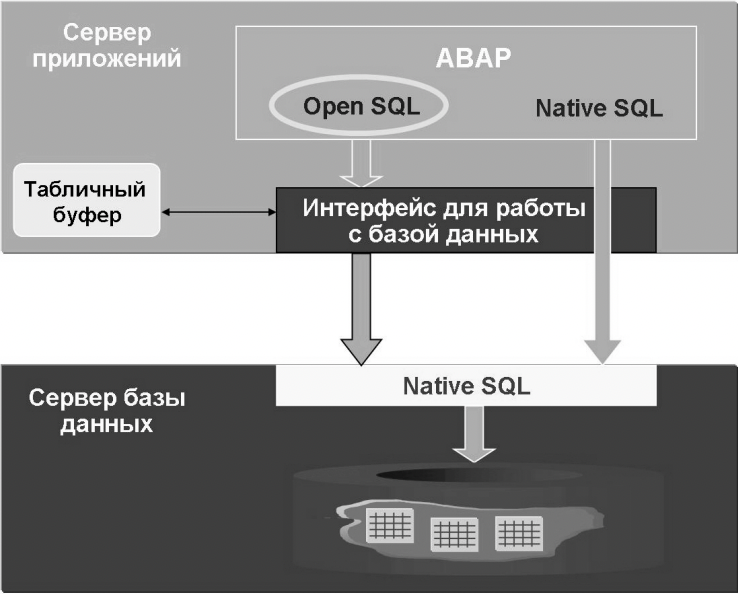 Сервер
приложений
ABAP
Open SQL
Native SQL
Табличный
буфер
Интерфейс для работы
с базой данных
Native SQL
Сервер базы
данных